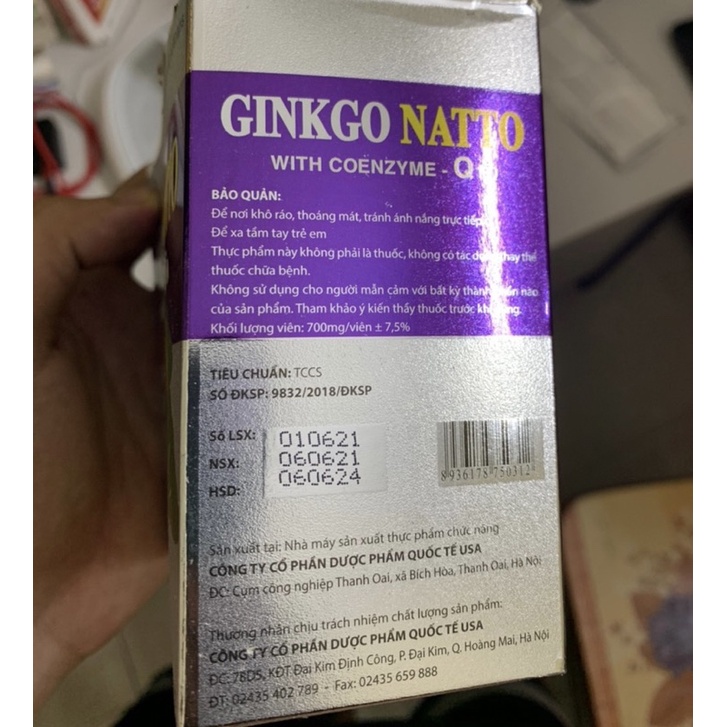 GINKGO NATTO
WITH COENZYME - Q
BẢO QUẢN:
Để nơi khô ráo, thoáng mát, tránh ánh nắng trực tiếp
Để xa tầm tay trẻ em
Thực phẩm này không phải là thuốc, không có tác dụng thay thế
thuốc chữa bệnh.
Không sử dụng cho người mẫn cảm với bất kỳ thành phần nào
của sản phẩm. Tham khảo ý kiến thầy thuốc trước khi dùng.
Khối lượng viên: 700mg/viên ± 7,5%
TIÊU CHUẨN: TCCS
SỐ ĐKSP: 9832/2018/ĐKSP
Số LSX: 010621
NSX: 060621
HSD: 060624
8936178750312
Sản xuất tại: Nhà máy sản xuất thực phẩm chức năng
CÔNG TY CỔ PHẦN DƯỢC PHẨM QUỐC TẾ USA
ĐC: Cụm công nghiệp Thanh Oai, xã Bích Hòa, Thanh Oai, Hà Nội
Thương nhân chịu trách nhiệm chất lượng sản phẩm:
CÔNG TY CỔ PHẦN DƯỢC PHẨM QUỐC TẾ USA
ĐC: 78D5, KĐT Đại Kim Định Công, P. Đại Kim, Q. Hoàng Mai, Hà Nội
ĐT: 02435 402 789 - Fax: 02435 659 888